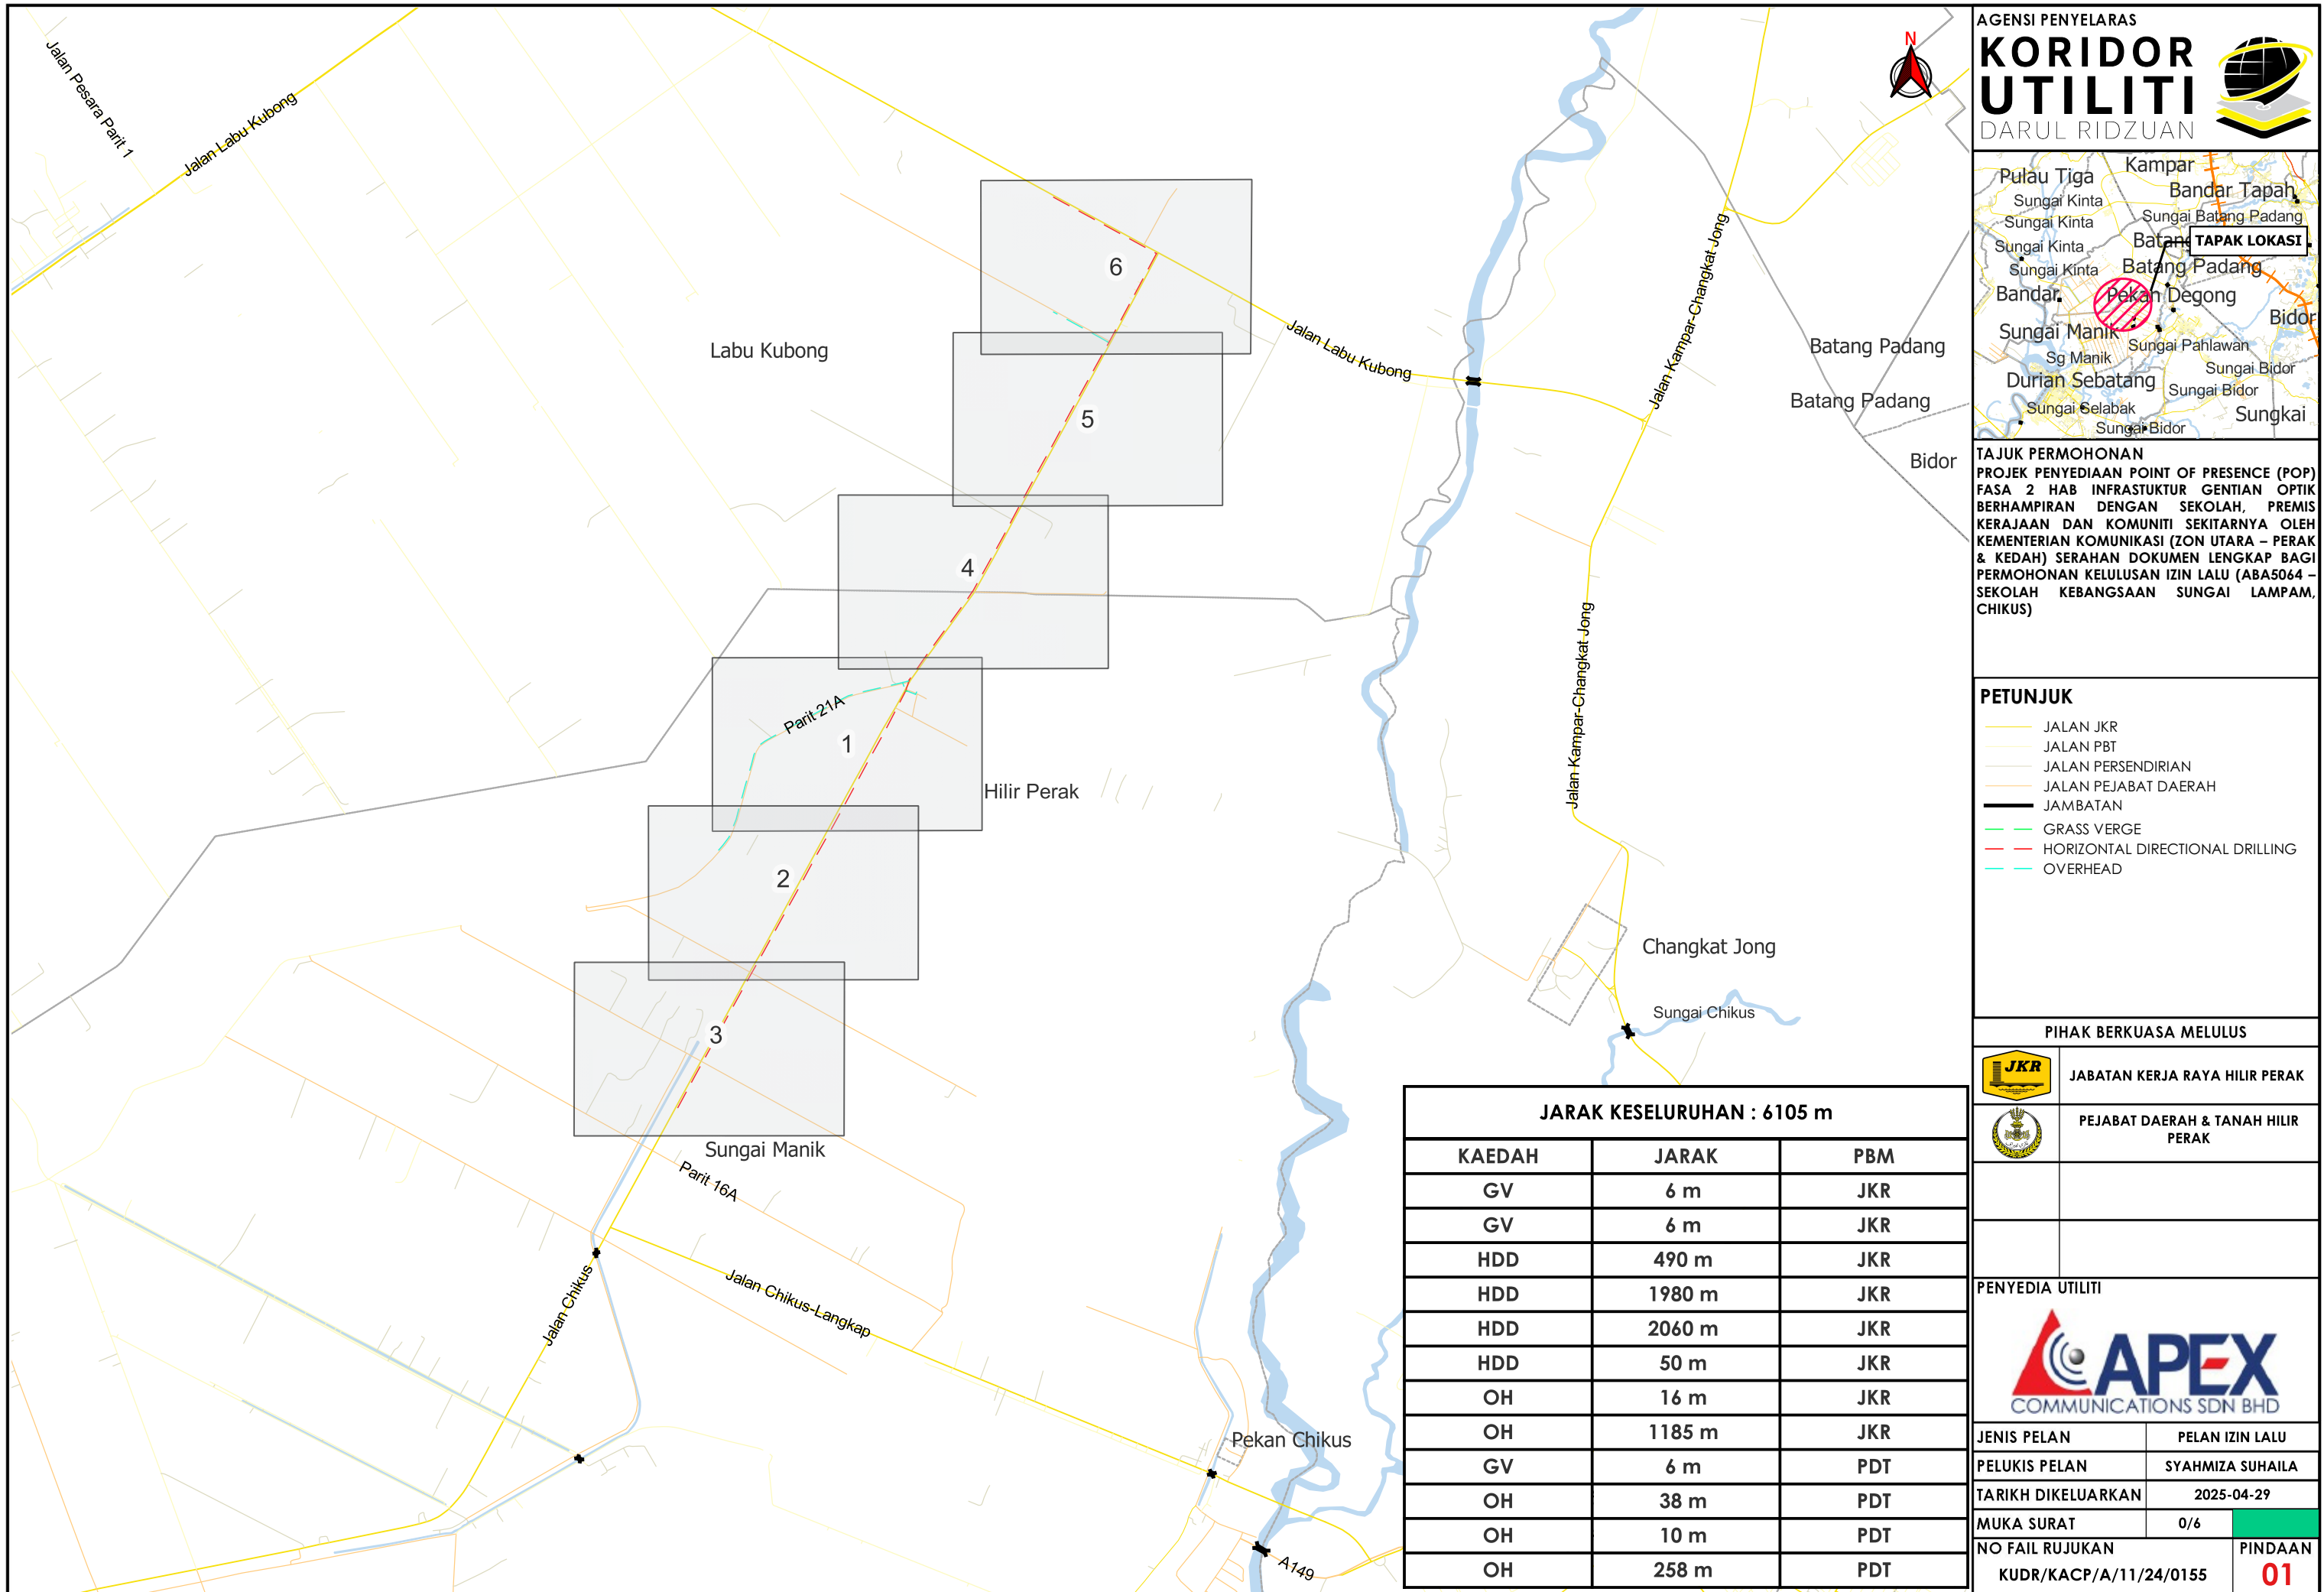 Jalan Pesara Parit 1
Jalan Labu Kubong
N
6
Labu Kubong
Jalan Labu Kubong
Jalan Kampar-Changkat Jong
Batang Padang
Batang Padang
Bidor
5
4
Parit 21A
1
Hilir Perak
Jalan Kampar-Changkat Jong
2
3
Changkat Jong
Sungai Chikus
Sungai Manik
Parit 16A
Jalan Chikus
Jalan Chikus-Langkap
Pekan Chikus
A149
JARAK KESELURUHAN : 6105 m
KAEDAH JARAK PBM
GV 6 m JKR
GV 6 m JKR
HDD 490 m JKR
HDD 1980 m JKR
HDD 2060 m JKR
HDD 50 m JKR
OH 16 m JKR
OH 1185 m JKR
GV 6 m PDT
OH 38 m PDT
OH 10 m PDT
OH 258 m PDT
AGENSI PENYELARAS
KORIDOR
UTILITI
DARUL RIDZUAN
Kampar
Pulau Tiga
Bandar Tapah
Sungai Kinta
Sungai Batang Padang
Sungai Kinta
TAPAK LOKASI
Sungai Kinta
Sungai Kinta
Batang Padang
Bandar
Pekan Degong
Bidor
Sungai Manik
Sungai Pahlawan
Sg Manik
Sungai Bidor
Durian Sebatang
Sungai Bidor
Sungai Selabak
Sungkai
Sungai Bidor
TAJUK PERMOHONAN
PROJEK PENYEDIAAN POINT OF PRESENCE (POP)
FASA 2 HAB INFRASTUKTUR GENTIAN OPTIK
BERHAMPIRAN DENGAN SEKOLAH, PREMIS
KERAJAAN DAN KOMUNITI SEKITARNYA OLEH
KEMENTERIAN KOMUNIKASI (ZON UTARA – PERAK
& KEDAH) SERAHAN DOKUMEN LENGKAP BAGI
PERMOHONAN KELULUSAN IZIN LALU (ABA5064 –
SEKOLAH KEBANGSAAN SUNGAI LAMPAM,
CHIKUS)
PETUNJUK
JALAN JKR
JALAN PBT
JALAN PERSENDIRIAN
JALAN PEJABAT DAERAH
JAMBATAN
GRASS VERGE
HORIZONTAL DIRECTIONAL DRILLING
OVERHEAD
PIHAK BERKUASA MELULUS
JKR
JABATAN KERJA RAYA HILIR PERAK
PEJABAT DAERAH & TANAH HILIR
PERAK
PENYEDIA UTILITI
APEX
COMMUNICATIONS SDN BHD
JENIS PELAN PELAN IZIN LALU
PELUKIS PELAN SYAHMIZA SUHAILA
TARIKH DIKELUARKAN 2025-04-29
MUKA SURAT 0/6
NO FAIL RUJUKAN PINDAAN
KUDR/KACP/A/11/24/0155 01